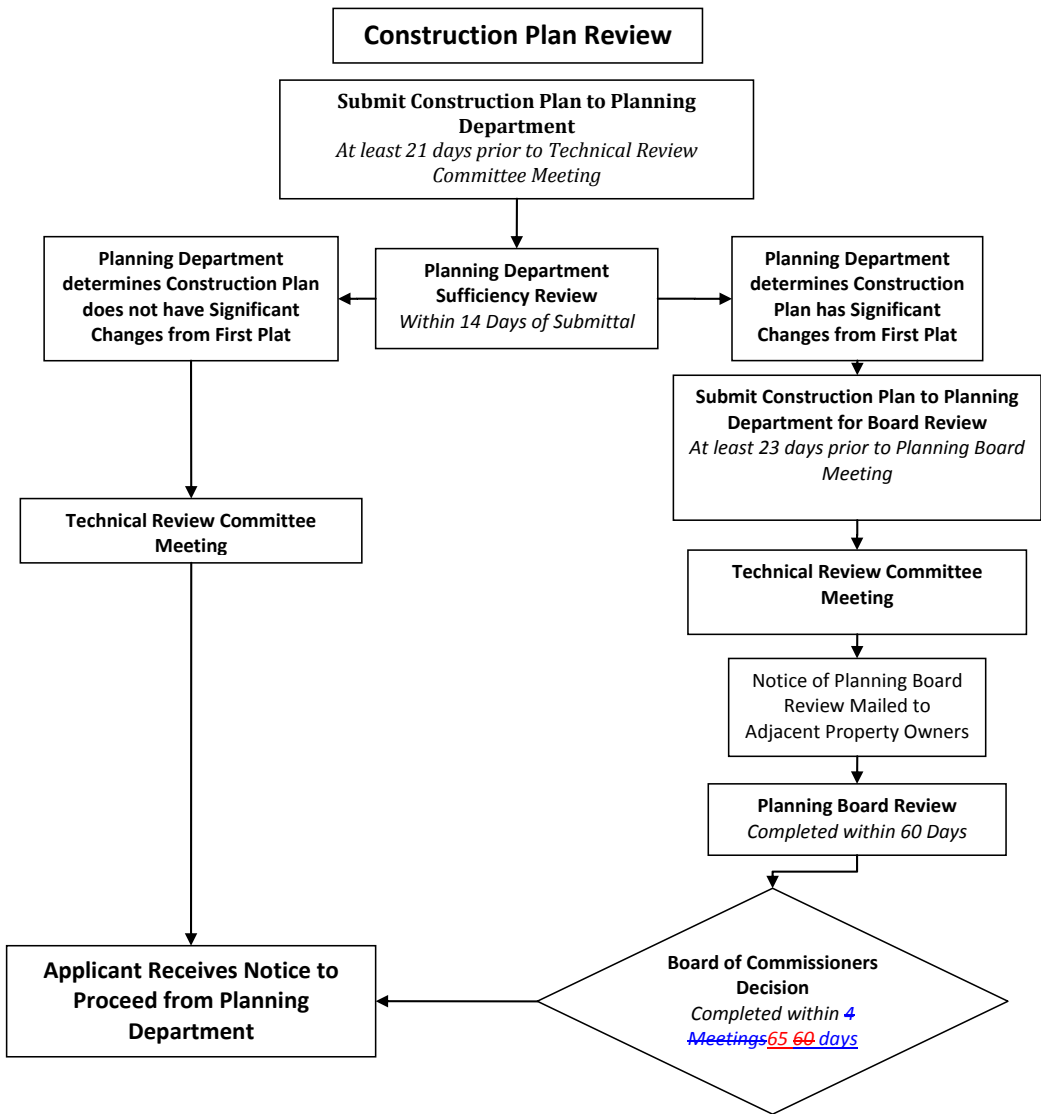 Construction Plan Review
Submit Construction Plan to Planning
Department
At least 21 days prior to Technical Review
Committee Meeting
Planning Department
determines Construction Plan
does not have Significant
Changes from First Plat
Planning Department
Sufficiency Review
Within 14 Days of Submittal
Planning Department
determines Construction
Plan has Significant
Changes from First Plat
Submit Construction Plan to Planning
Department for Board Review
At least 23 days prior to Planning Board
Meeting
Technical Review Committee
Meeting
Technical Review Committee
Meeting
Notice of Planning Board
Review Mailed to
Adjacent Property Owners
Planning Board Review
Completed within 60 Days
Applicant Receives Notice to
Proceed from Planning
Department
Board of Commissioners
Decision
Completed within 4
Meetings65 60 days